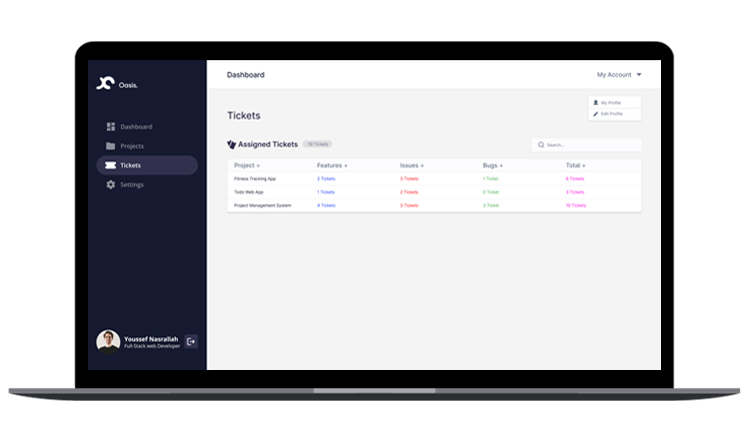 Oasis.
Dashboard
Projects
Tickets
Settings
Youssef Nasrallah
Full-Stack web Developer
Dashboard
My Account
My Profile
Edit Profile
Tickets
Assigned Tickets
Tickets
Search...
Project Features Issues Bugs Total
Fitness Tracking App 2 Tickets 3 Tickets 1 Ticket 6 Tickets
Todo Web App 1 Tickets 2 Tickets 0 Ticket 3 Tickets
Project Management System 4 Tickets 3 Tickets 3 Ticket Tickets